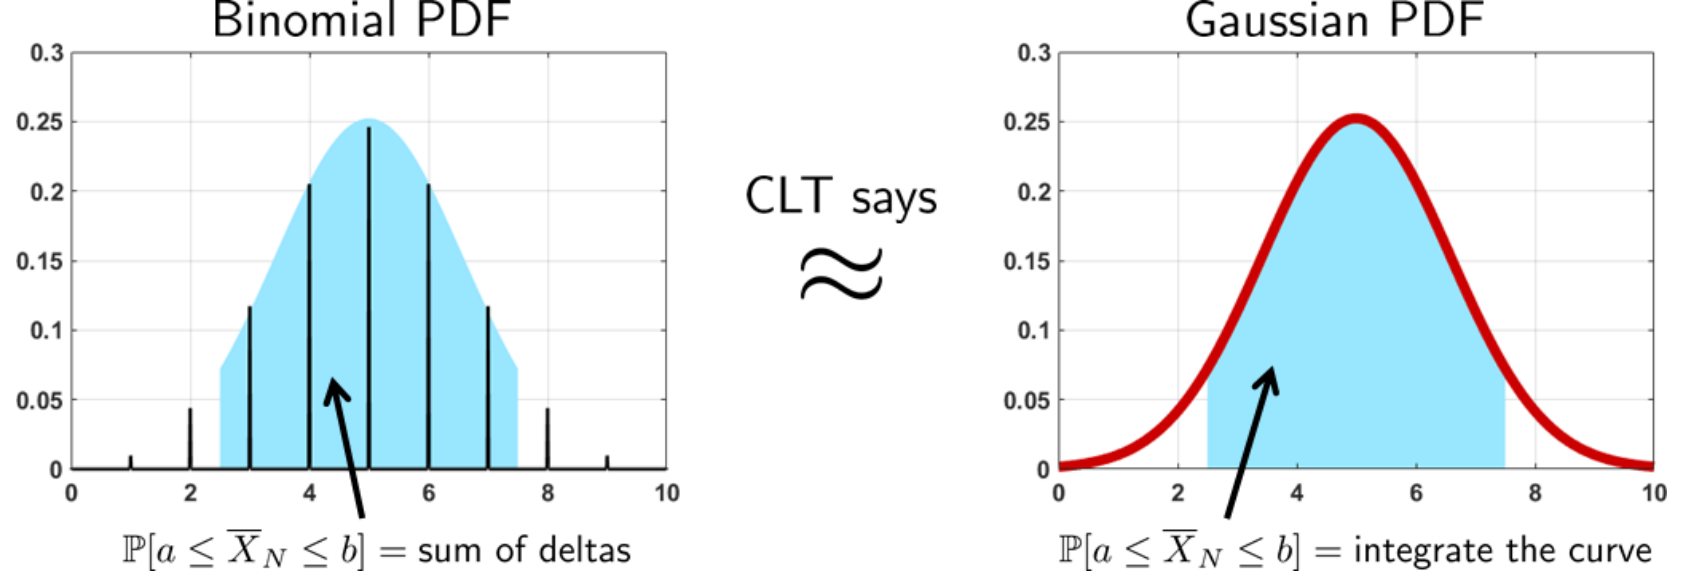 Binomial PDF
0.3
0.25
0.2
0.15
0.1
0.05
0
0 2 4 6 8 10
ℙ[a ≤ X̅_N ≤ b] = sum of deltas
CLT says
≈
Gaussian PDF
0.3
0.25
0.2
0.15
0.1
0.05
0
0 2 4 6 8 10
ℙ[a ≤ X̅_N ≤ b] = integrate the curve